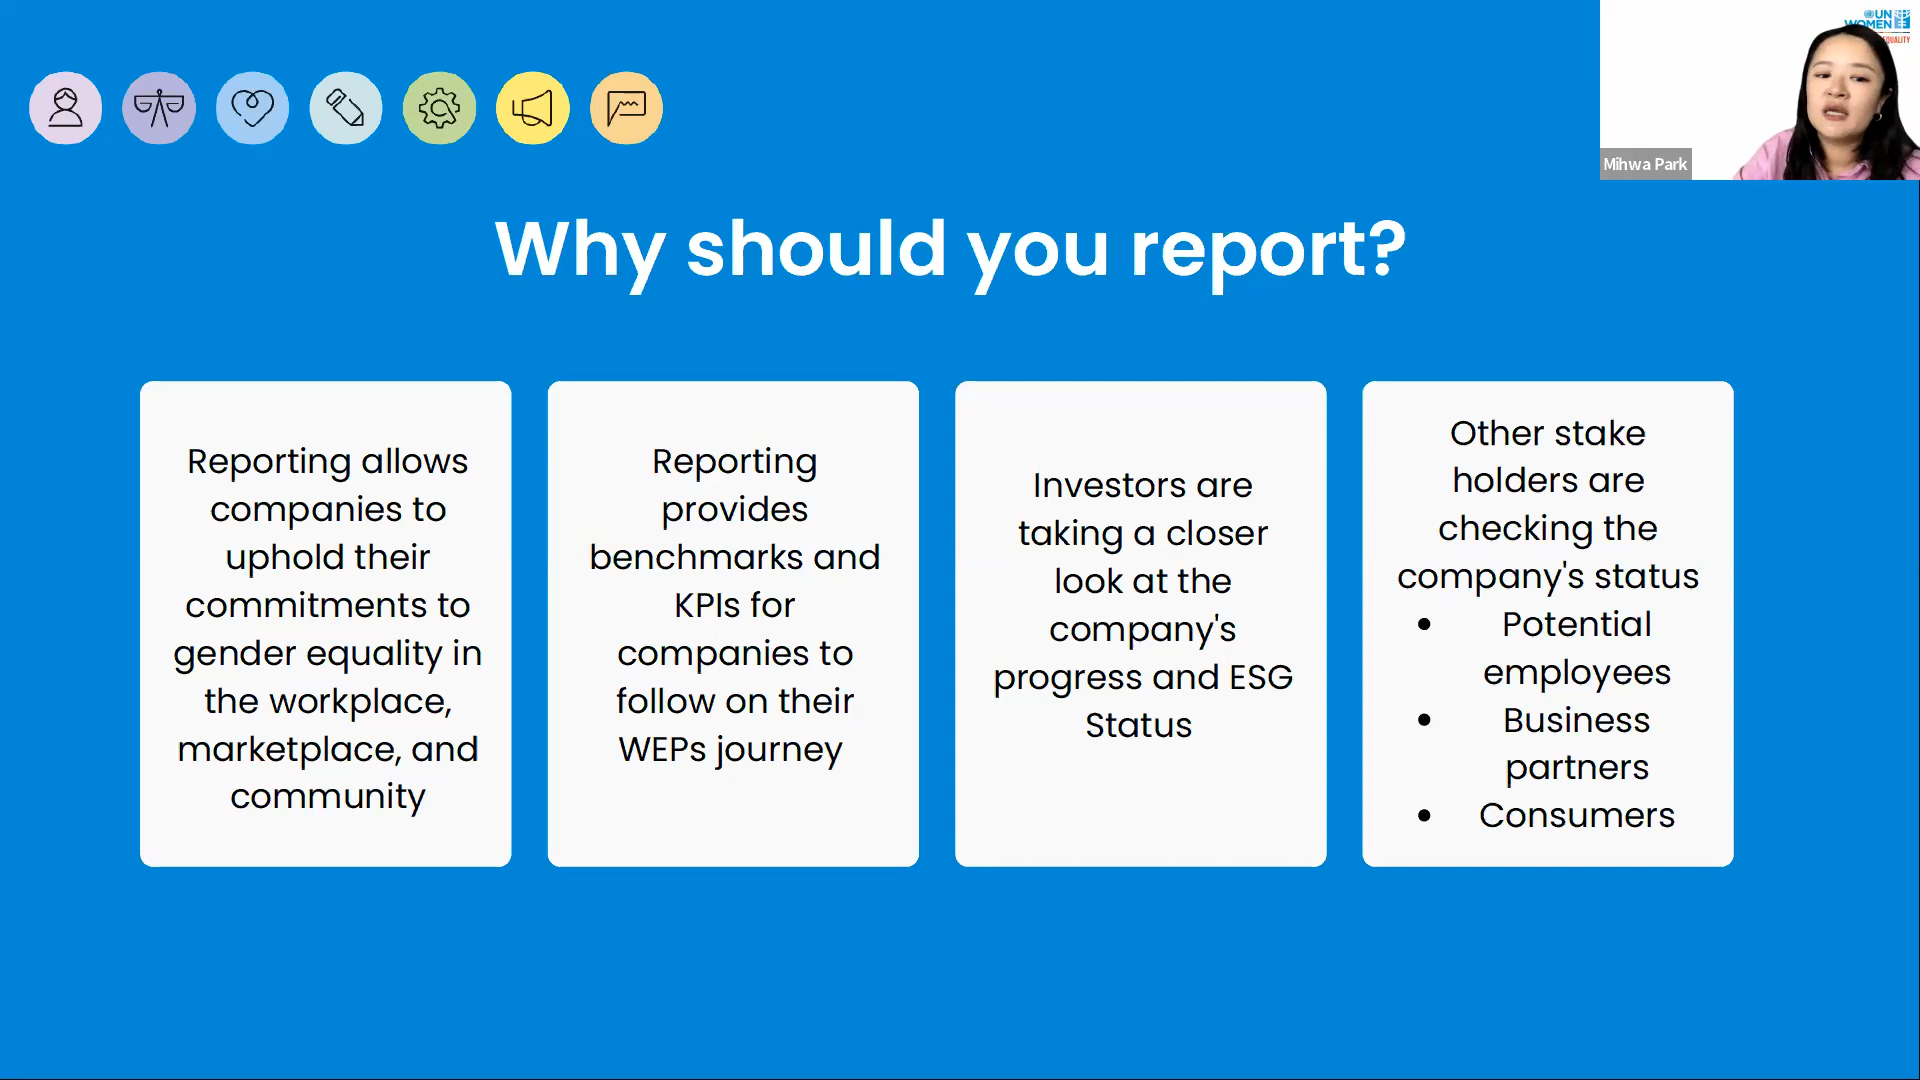 UN
WOMEN
EQUALITY
Mihwa Park
Why should you report?
Reporting allows
companies to
uphold their
commitments to
gender equality in
the workplace,
marketplace, and
community
Reporting
provides
benchmarks and
KPIs for
companies to
follow on their
WEPs journey
Investors are
taking a closer
look at the
company's
progress and ESG
Status
Other stake
holders are
checking the
company's status
• Potential
employees
• Business
partners
• Consumers